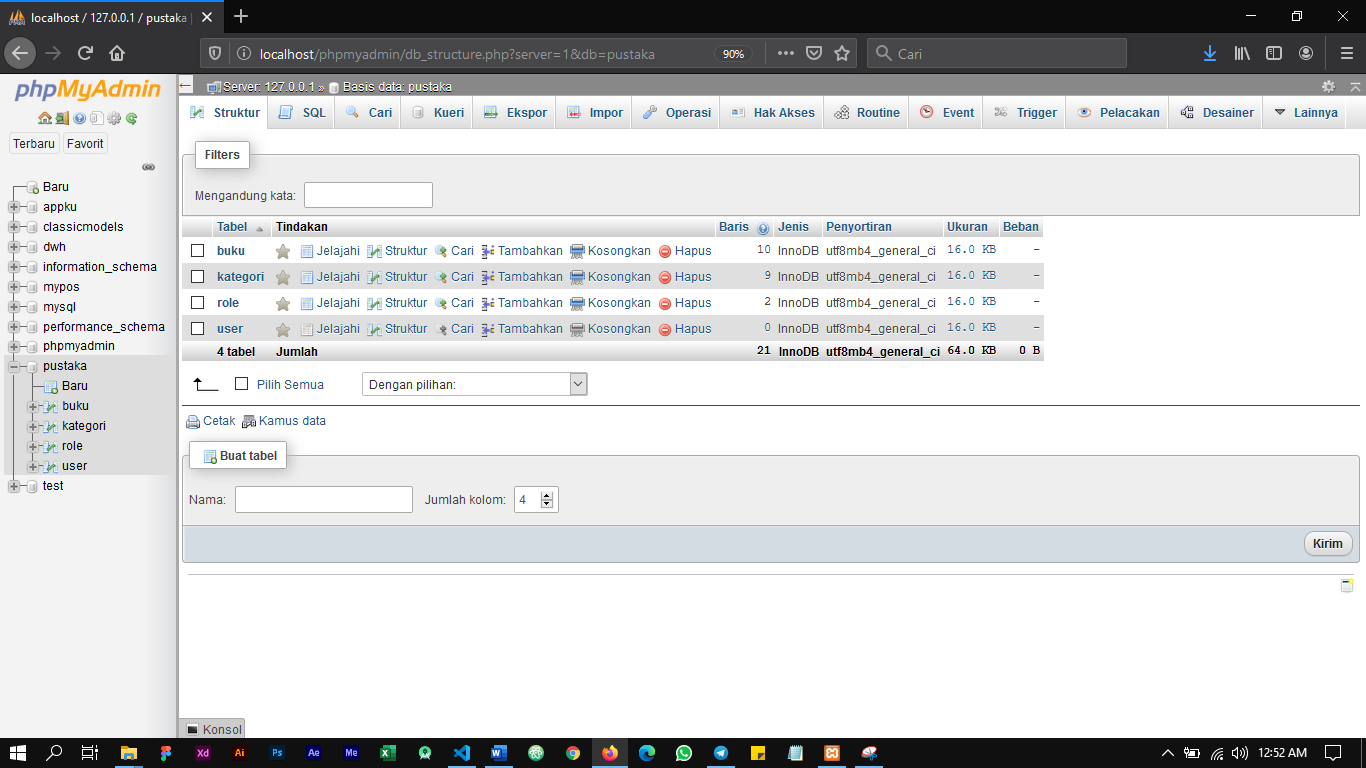 localhost / 127.0.0.1 / pustaka |
localhost/phpmyadmin/db_structure.php?server=1&db=pustaka
90%
Cari
phpMyAdmin
Terbaru Favorit
Baru
appku
classicmodels
dwh
information_schema
mypos
mysql
performance_schema
phpmyadmin
pustaka
Baru
buku
kategori
role
user
test
Server: 127.0.0.1 » Basis data: pustaka
Struktur SQL Cari Kueri Ekspor Impor Operasi Hak Akses Routine Event Trigger Pelacakan Desainer Lainnya
Filters
Mengandung kata:
Tabel Tindakan Baris Jenis Penyortiran Ukuran Beban
buku Jelajahi Struktur Cari Tambahkan Kosongkan Hapus 10 InnoDB utf8mb4_general_ci 16.0 KB -
kategori Jelajahi Struktur Cari Tambahkan Kosongkan Hapus 9 InnoDB utf8mb4_general_ci 16.0 KB -
role Jelajahi Struktur Cari Tambahkan Kosongkan Hapus 2 InnoDB utf8mb4_general_ci 16.0 KB -
user Jelajahi Struktur Cari Tambahkan Kosongkan Hapus 0 InnoDB utf8mb4_general_ci 16.0 KB -
4 tabel Jumlah 21 InnoDB utf8mb4_general_ci 64.0 KB 0 B
Pilih Semua Dengan pilihan:
Cetak Kamus data
Buat tabel
Nama: Jumlah kolom: 4
Kirim
Konsol
Xd Ai Ps Ae Me 12:52 AM